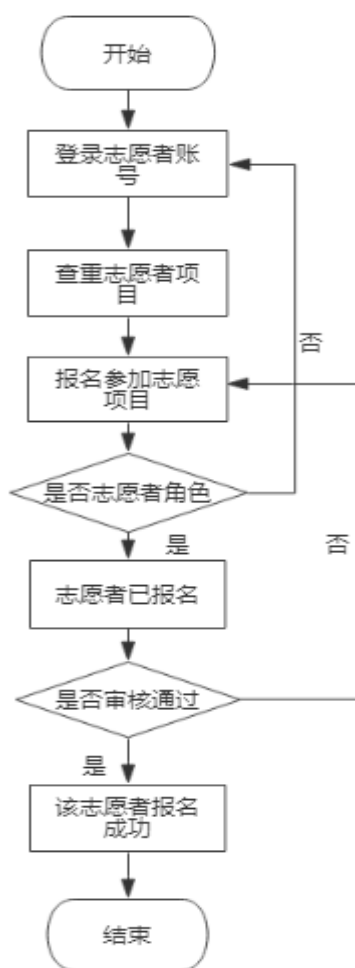 开始
登录志愿者账
号
查重志愿者项
目
否
报名参加志愿
项目
是否志愿者角色
是
否
志愿者已报名
是否审核通过
是
该志愿者报名
成功
结束